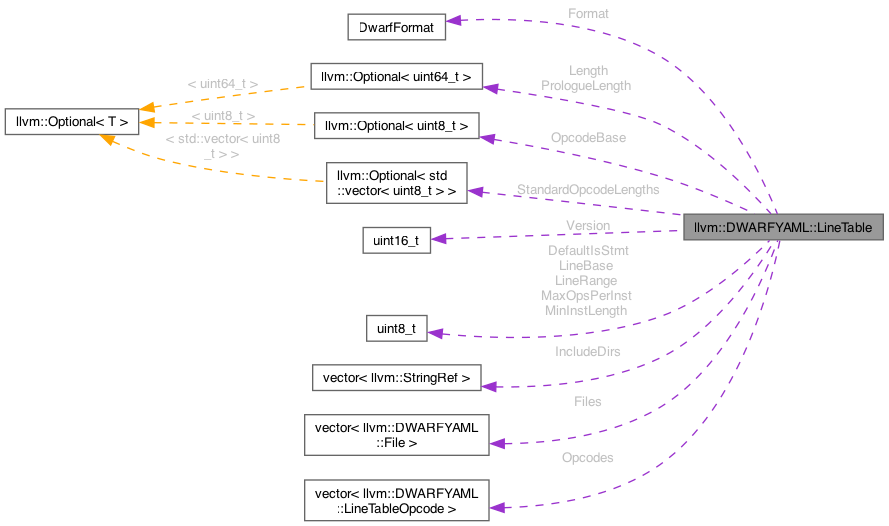 Format
DwarfFormat
Length
PrologueLength
llvm::Optional< uint64_t >
< uint64_t >
llvm::Optional< T >
< uint8_t >
llvm::Optional< uint8_t >
OpcodeBase
< std::vector< uint8
_t > >
llvm::Optional< std
::vector< uint8_t > >
StandardOpcodeLengths
llvm::DWARFYAML::LineTable
Version
uint16_t
DefaultIsStmt
LineBase
LineRange
MaxOpsPerInst
MinInstLength
uint8_t
IncludeDirs
vector< llvm::StringRef >
Files
vector< llvm::DWARFYAML
::File >
Opcodes
vector< llvm::DWARFYAML
::LineTableOpcode >